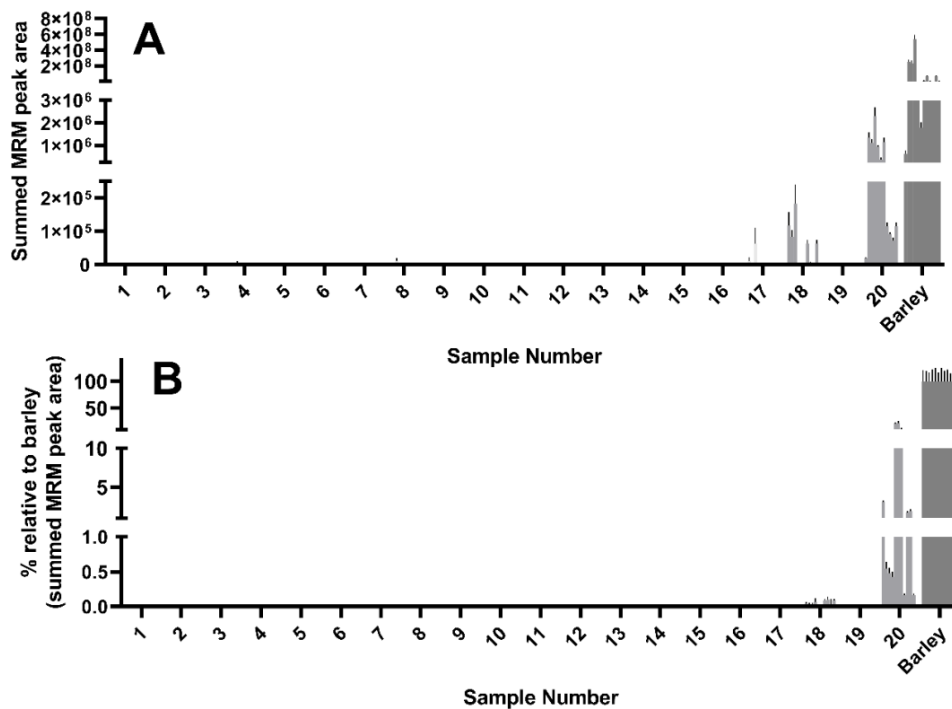 A
Summed MRM peak area
8×10⁸
6×10⁸
4×10⁸
2×10⁸
3×10⁶
2×10⁶
1×10⁶
2×10⁵
1×10⁵
0
1 2 3 4 5 6 7 8 9 10 11 12 13 14 15 16 17 18 19 20 Barley
Sample Number
B
% relative to barley
(summed MRM peak area)
100
50
10
5
1.0
0.5
0.0
1 2 3 4 5 6 7 8 9 10 11 12 13 14 15 16 17 18 19 20 Barley
Sample Number